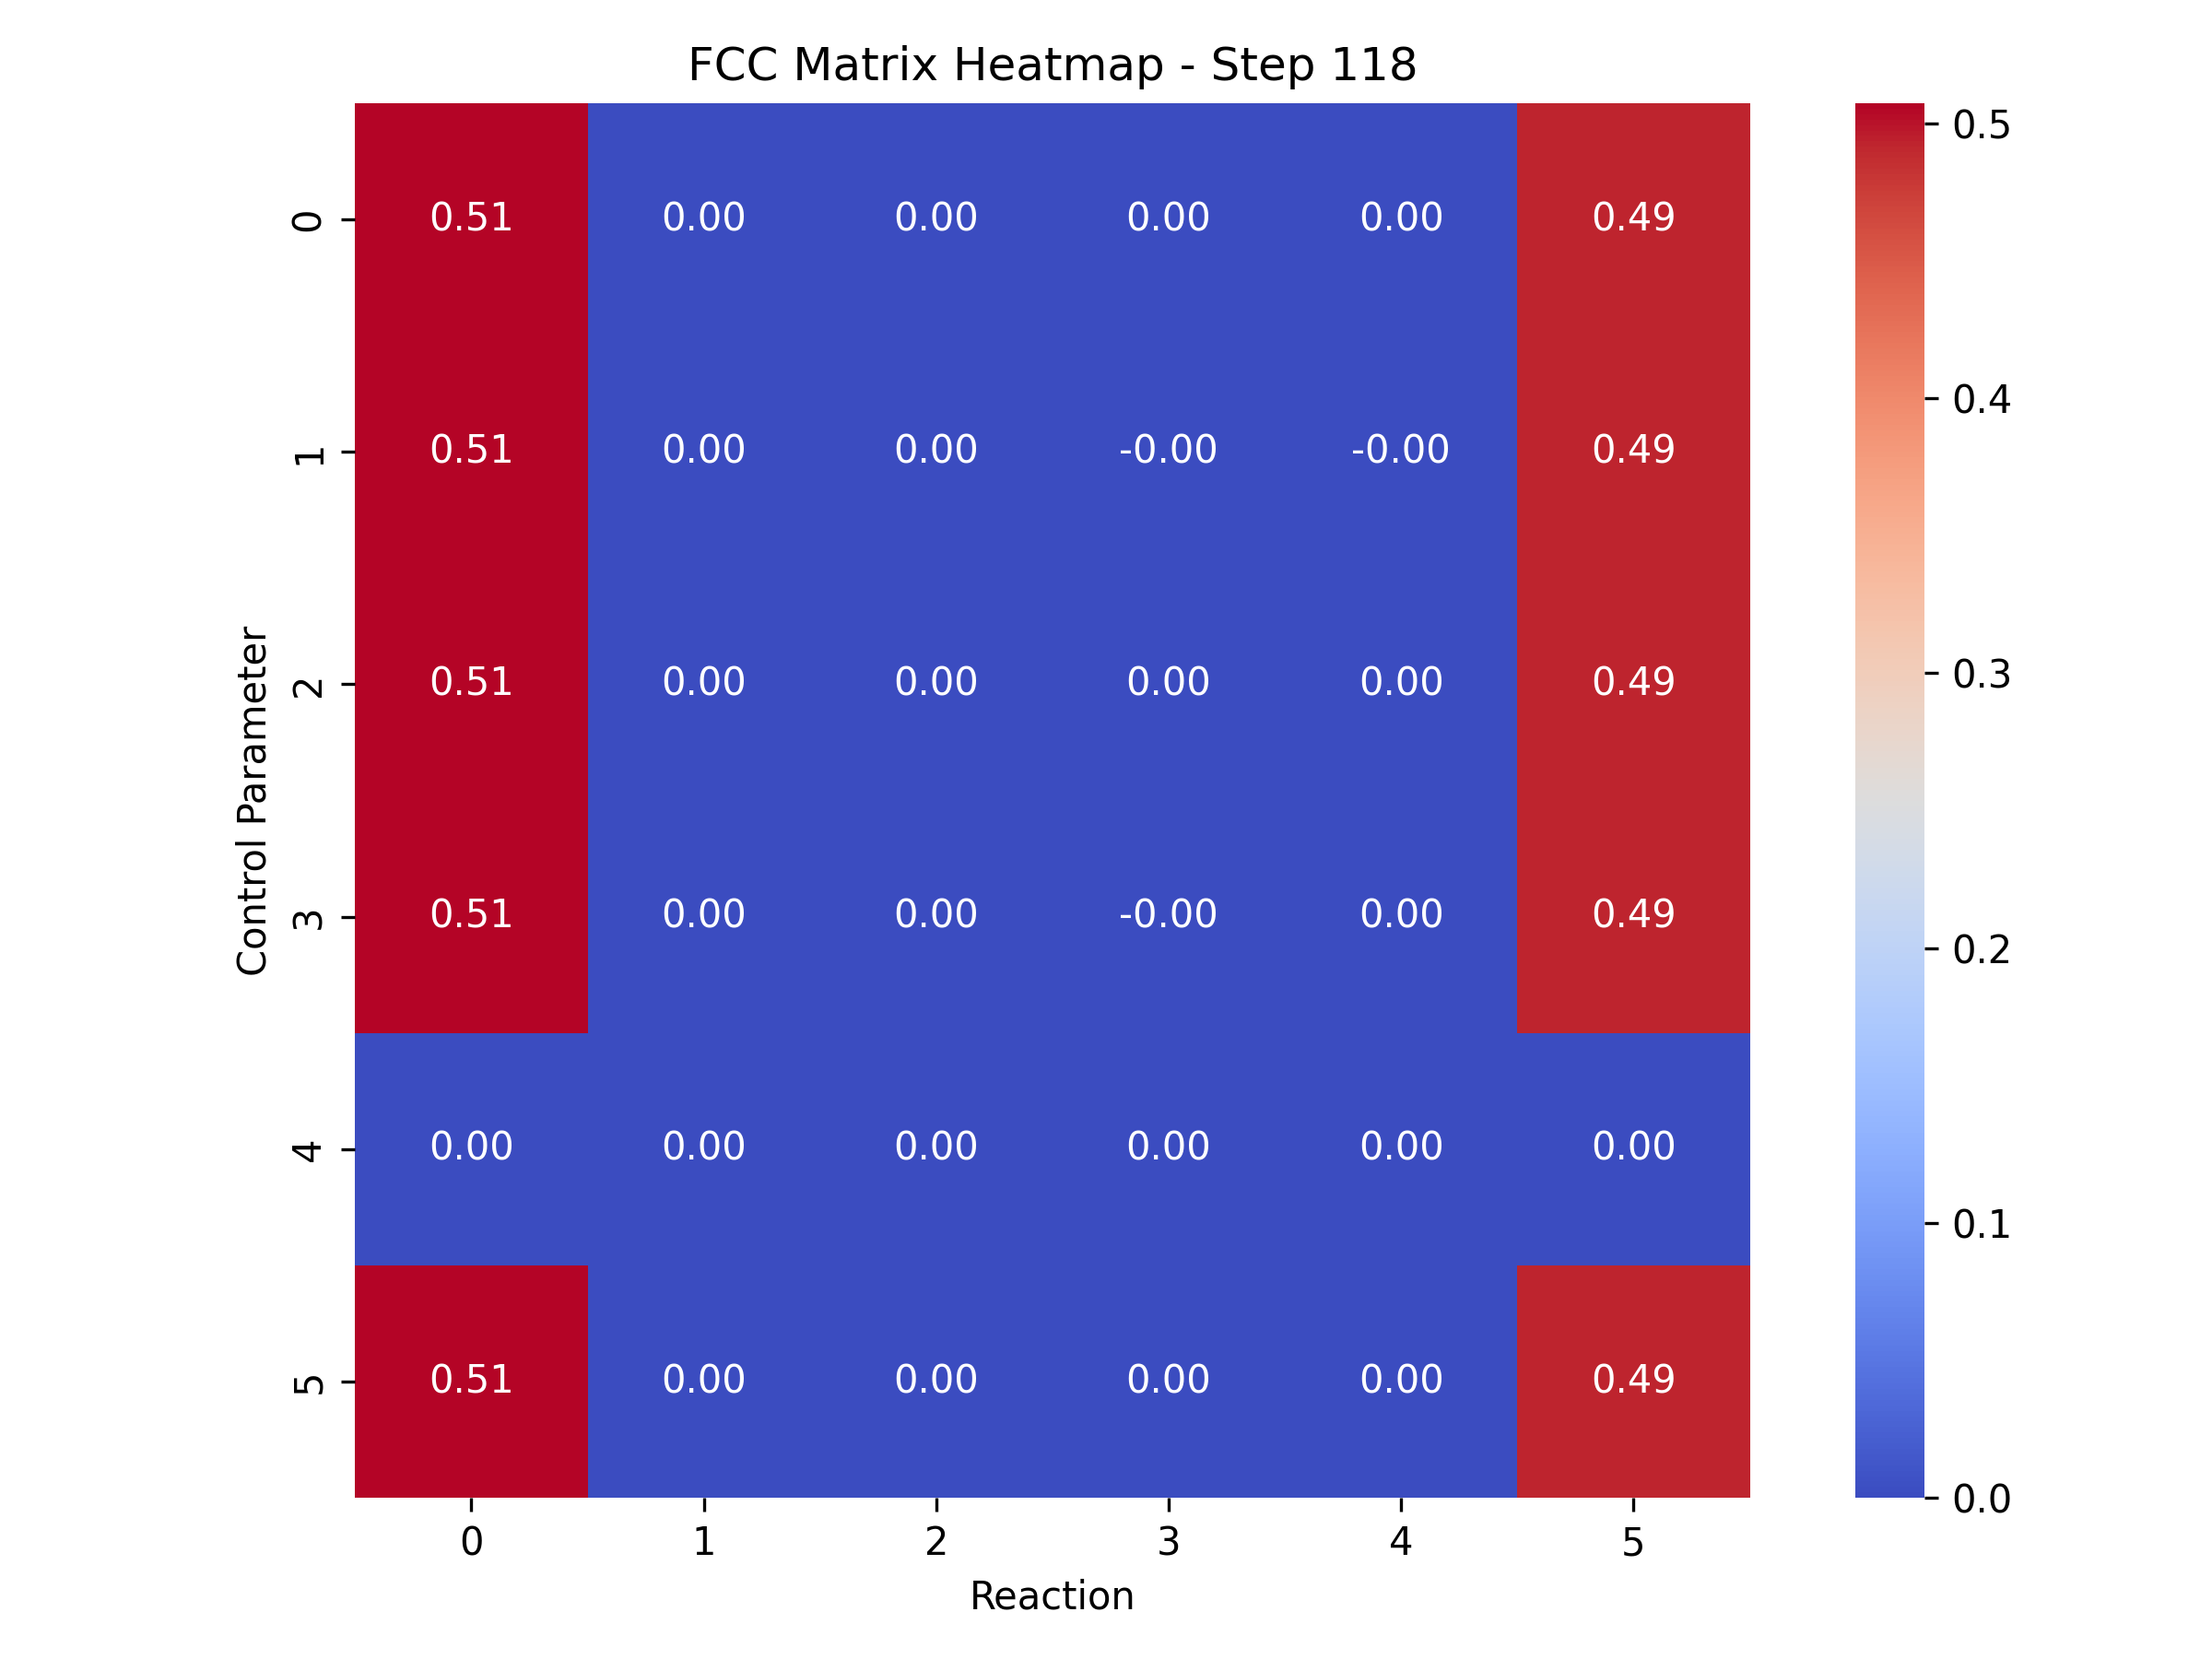 FCC Matrix Heatmap - Step 118
0 0.51 0.00 0.00 0.00 0.00 0.49
1 0.51 0.00 0.00 -0.00 -0.00 0.49
2 0.51 0.00 0.00 0.00 0.00 0.49
3 0.51 0.00 0.00 -0.00 0.00 0.49
4 0.00 0.00 0.00 0.00 0.00 0.00
5 0.51 0.00 0.00 0.00 0.00 0.49
0 1 2 3 4 5
Reaction
Control Parameter
0.5
0.4
0.3
0.2
0.1
0.0